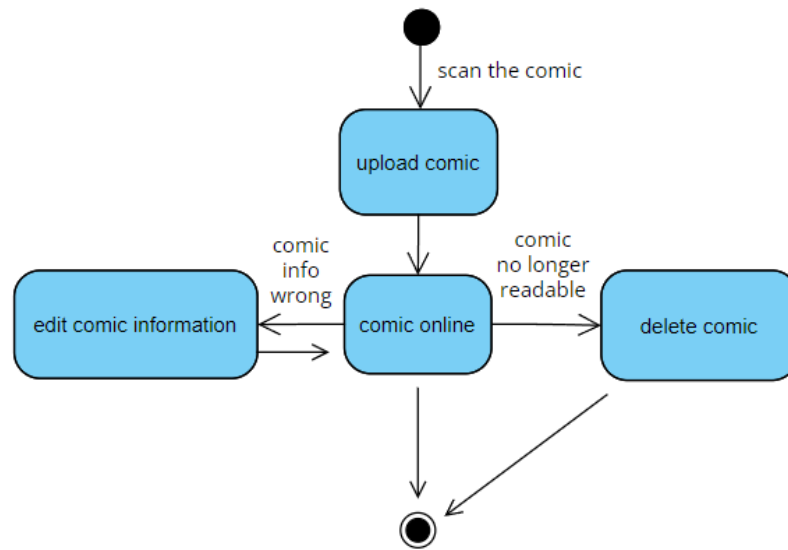 scan the comic
upload comic
comic
info
wrong
comic
no longer
readable
edit comic information
comic online
delete comic